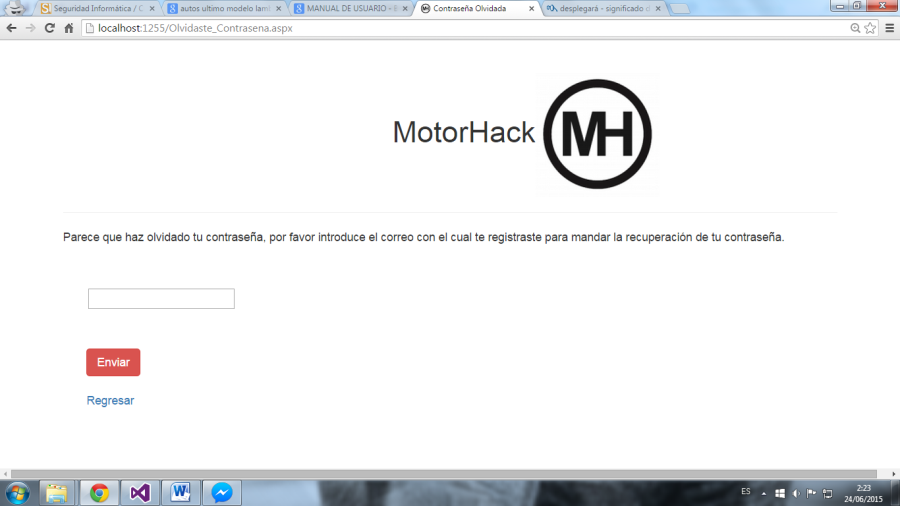 Seguridad Informática / C
autos ultimo modelo lam
MANUAL DE USUARIO
Contraseña Olvidada
desplegará - significado d
localhost:1255/Olvidaste_Contrasena.aspx
MotorHack
MH
Parece que haz olvidado tu contraseña, por favor introduce el correo con el cual te registraste para mandar la recuperación de tu contraseña.
Enviar
Regresar
ES
2:23
24/06/2015